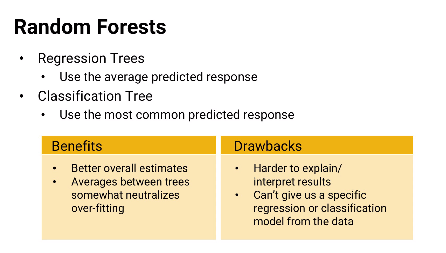 Random Forests
• Regression Trees
• Use the average predicted response
• Classification Tree
• Use the most common predicted response
Benefits
• Better overall estimates
• Averages between trees
somewhat neutralizes
over-fitting
Drawbacks
• Harder to explain/
interpret results
• Can't give us a specific
regression or classification
model from the data